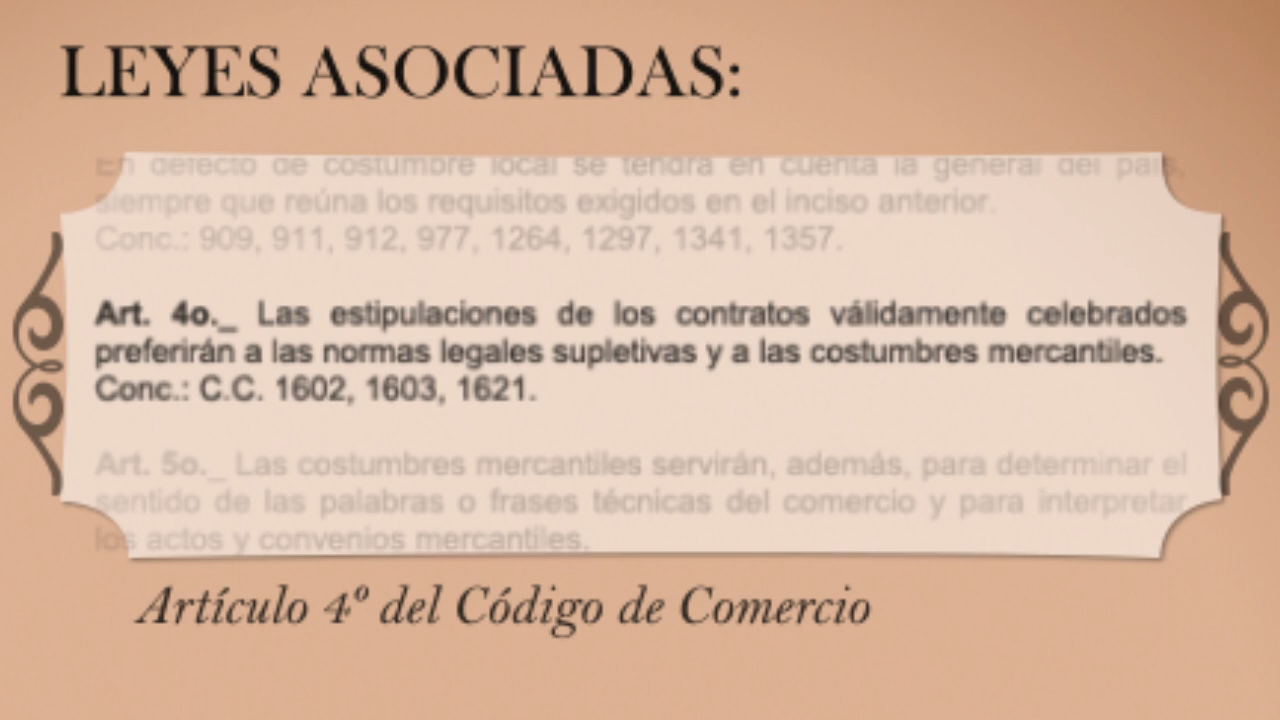 LEYES ASOCIADAS:
En defecto de costumbre local se tendrá en cuenta la general del país,
siempre que reúna los requisitos exigidos en el inciso anterior.
Conc.: 909, 911, 912, 977, 1264, 1297, 1341, 1357.
Art. 4o._ Las estipulaciones de los contratos válidamente celebrados
preferirán a las normas legales supletivas y a las costumbres mercantiles.
Conc.: C.C. 1602, 1603, 1621.
Art. 5o._ Las costumbres mercantiles servirán, además, para determinar el
sentido de las palabras o frases técnicas del comercio y para interpretar
los actos y convenios mercantiles.
Artículo 4º del Código de Comercio